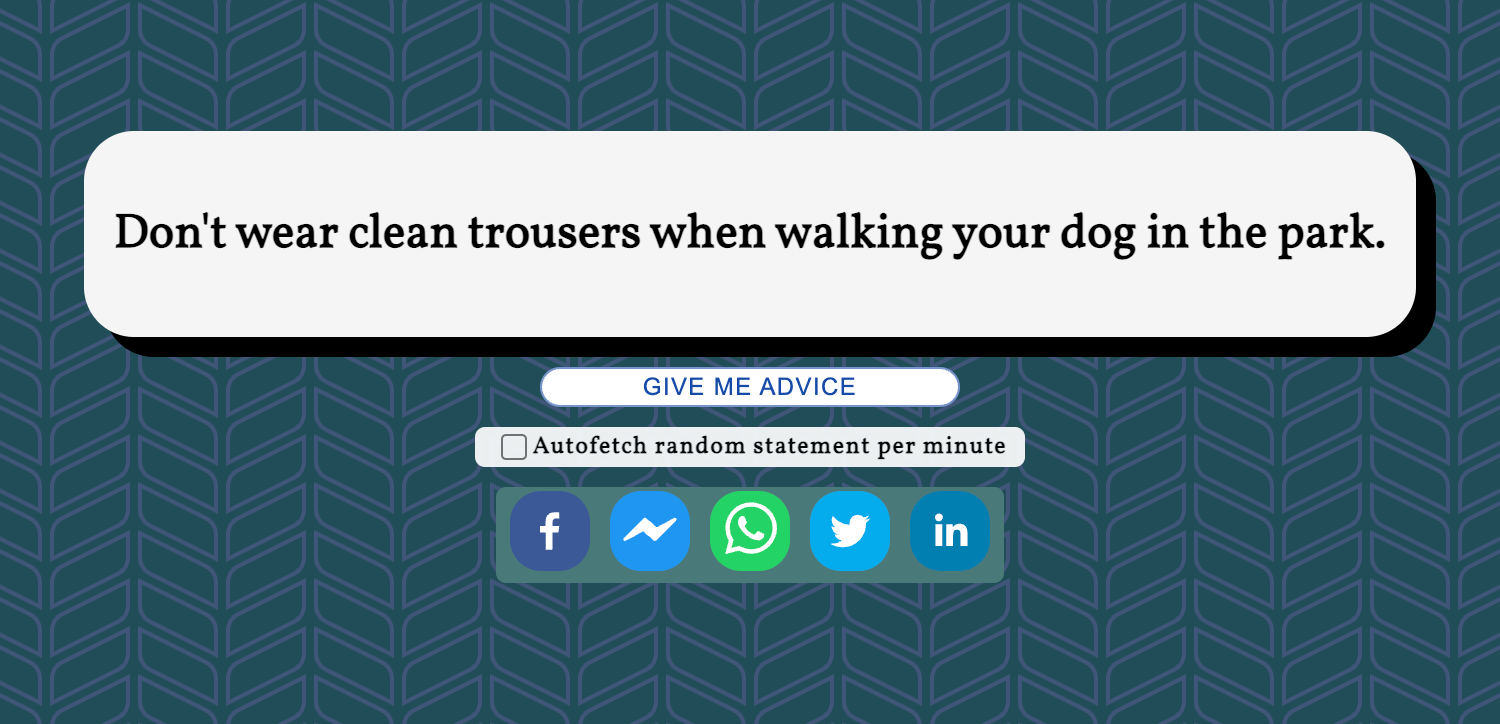 Don't wear clean trousers when walking your dog in the park.
GIVE ME ADVICE
Autofetch random statement per minute
f
in